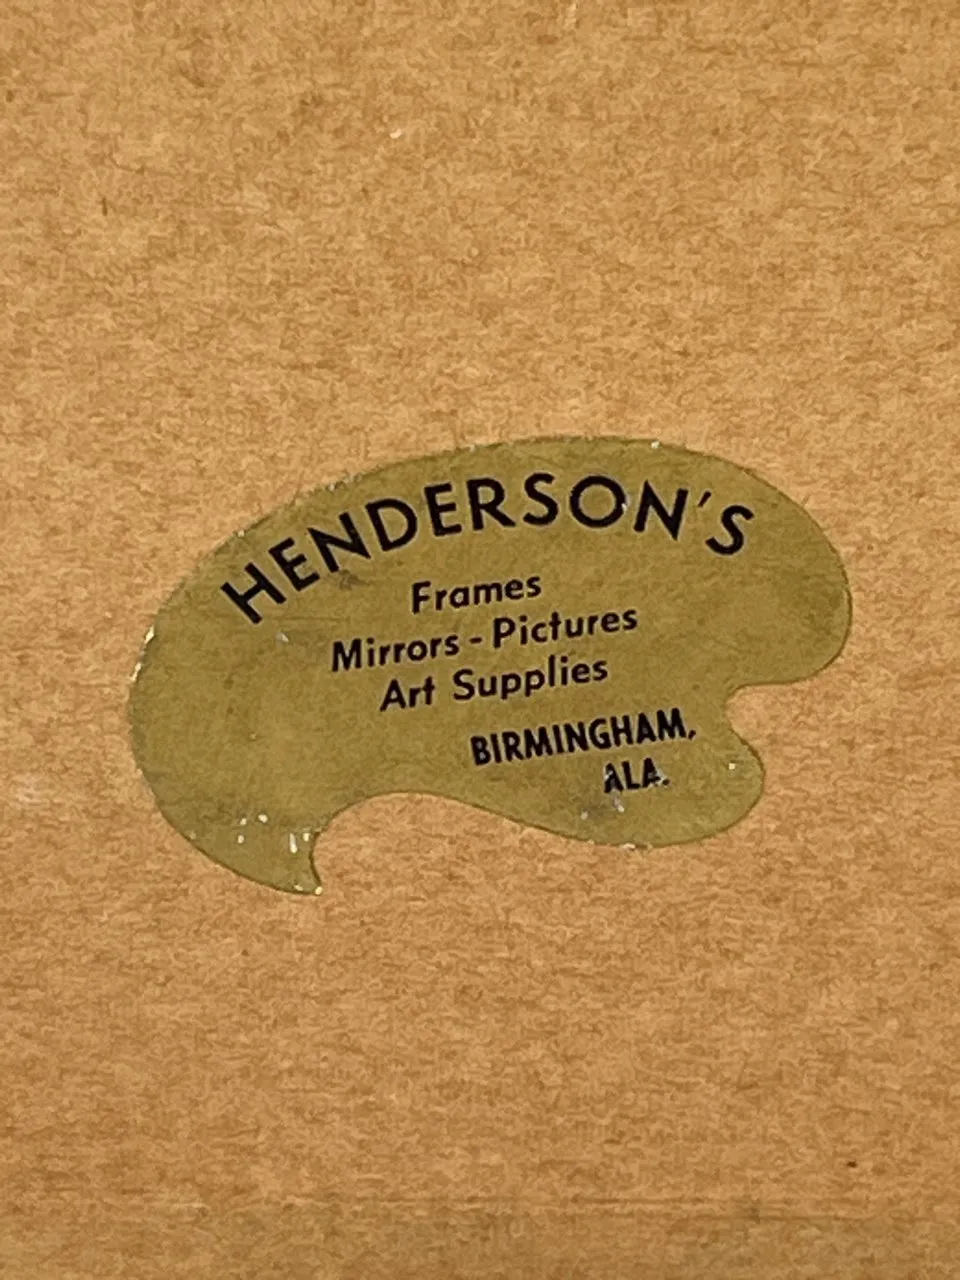 HENDERSON'S
Frames
Mirrors - Pictures
Art Supplies
BIRMINGHAM,
ALA.